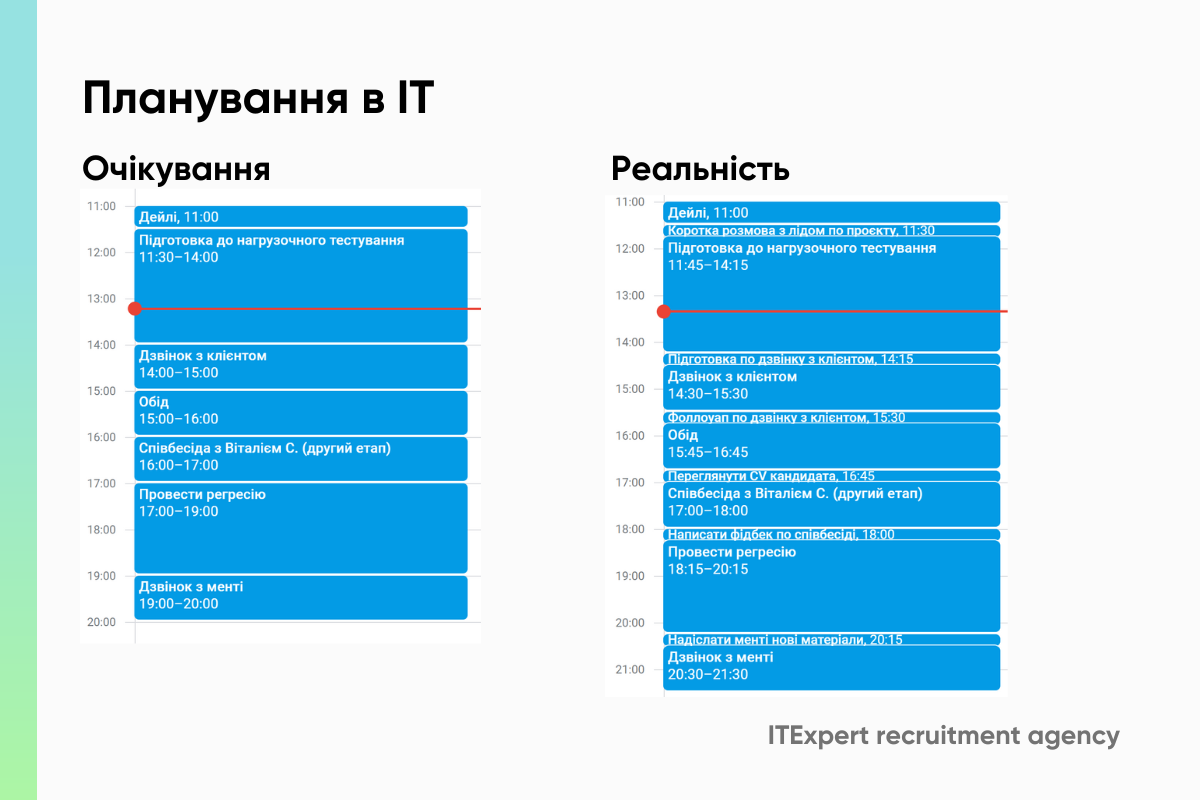 Планування в ІТ
Очікування
11:00
Дейлі, 11:00
Підготовка до нагрузочного тестування
12:00
11:30–14:00
13:00
14:00
Дзвінок з клієнтом
14:00–15:00
15:00
Обід
15:00–16:00
16:00
Співбесіда з Віталієм С. (другий етап)
16:00–17:00
17:00
Провести регресію
17:00–19:00
18:00
19:00
Дзвінок з менті
19:00–20:00
20:00
Реальність
11:00
Дейлі, 11:00
Коротка розмова з лідом по проєкту, 11:30
12:00
Підготовка до нагрузочного тестування
11:45–14:15
13:00
14:00
Підготовка по дзвінку з клієнтом, 14:15
Дзвінок з клієнтом
15:00
14:30–15:30
Фоллоуап по дзвінку з клієнтом, 15:30
16:00
Обід
15:45–16:45
Переглянути CV кандидата, 16:45
17:00
Співбесіда з Віталієм С. (другий етап)
17:00–18:00
18:00
Написати фідбек по співбесіді, 18:00
Провести регресію
18:15–20:15
19:00
20:00
Надіслати менті нові матеріали, 20:15
Дзвінок з менті
21:00
20:30–21:30
ITExpert recruitment agency